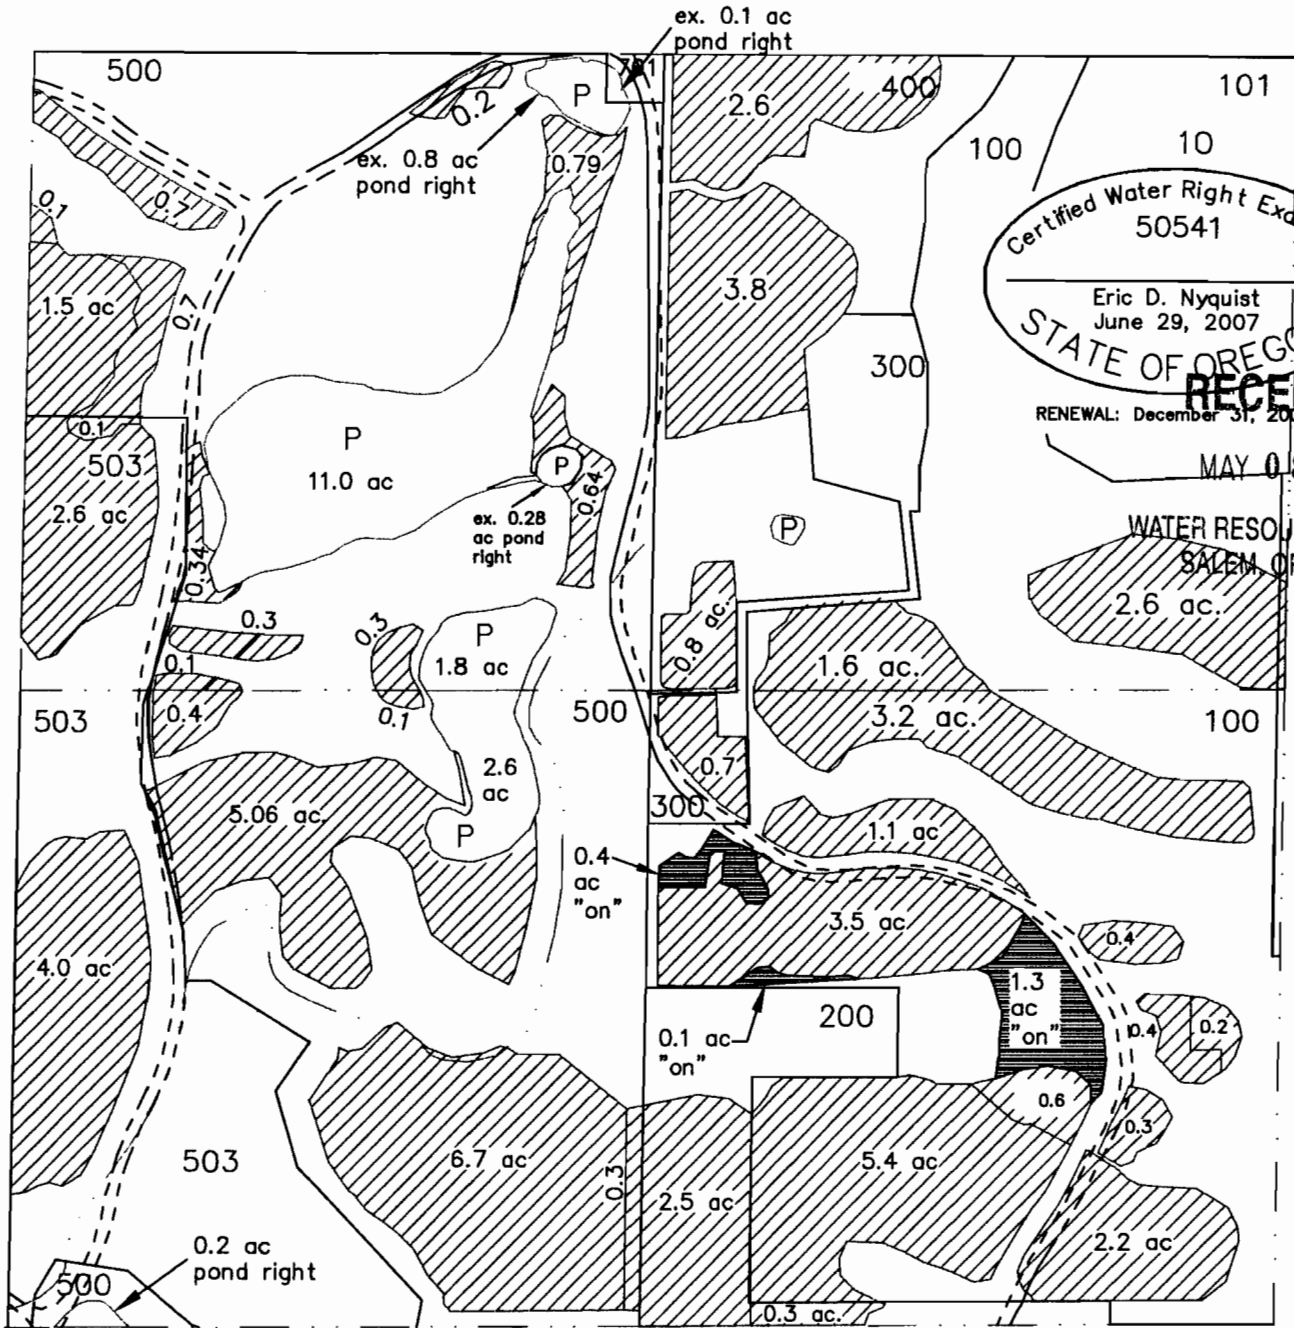 ex. 0.1 ac
pond right
500
701
400
101
2.6
P
0.2
ex. 0.8 ac
pond right
0.79
100
10
Certified Water Right
50541
Eric D. Nyquist
June 29, 2007
STATE OF
RENEWAL: December 31,
MAY
WATER
SALEM,
0.1
0.7
1.5 ac
0.7
3.8
300
0.1
503
2.6 ac
P
11.0 ac
P
0.64
ex. 0.28
ac pond
right
P
0.34
0.3
0.3
P
1.8 ac
0.8 ac.
1.6 ac.
2.6 ac.
0.1
0.4
0.1
503
500
3.2 ac.
100
2.6
ac
0.7
300
5.06 ac.
P
1.1 ac
0.4
ac
"on"
3.5 ac
0.4
4.0 ac
1.3
ac
"on"
200
0.1 ac
"on"
0.4
0.2
0.6
0.3
503
6.7 ac
0.3
2.5 ac
5.4 ac
2.2 ac
0.2 ac
pond right
500
0.3 ac.